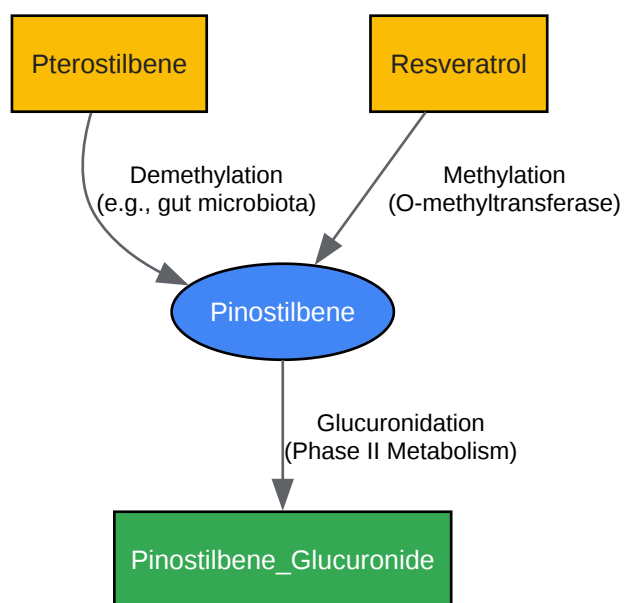 Pterostilbene
Resveratrol
Demethylation
(e.g., gut microbiota)
Methylation
(O-methyltransferase)
Pinostilbene
Glucuronidation
(Phase II Metabolism)
Pinostilbene_Glucuronide